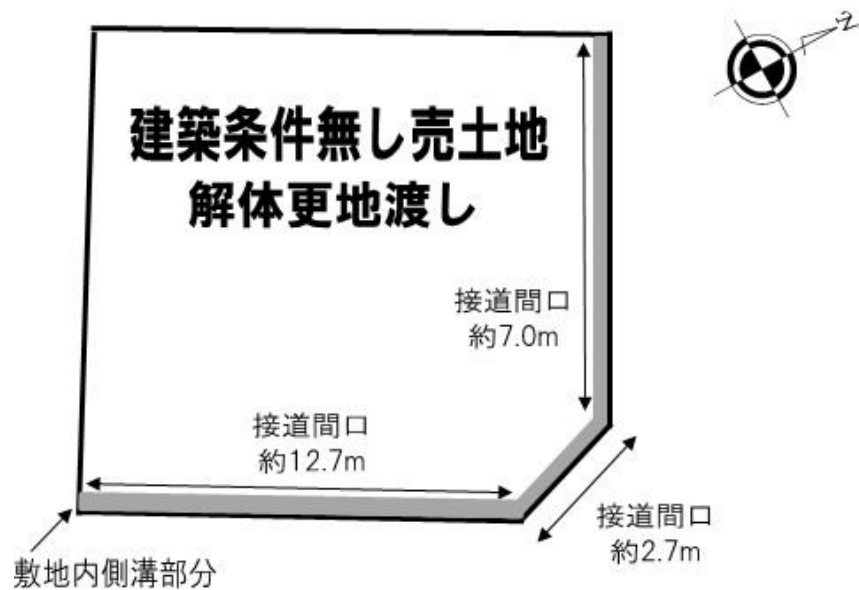 N
建築条件無し売土地
解体更地渡し
接道間口
約7.0m
接道間口
約12.7m
接道間口
約2.7m
敷地内側溝部分